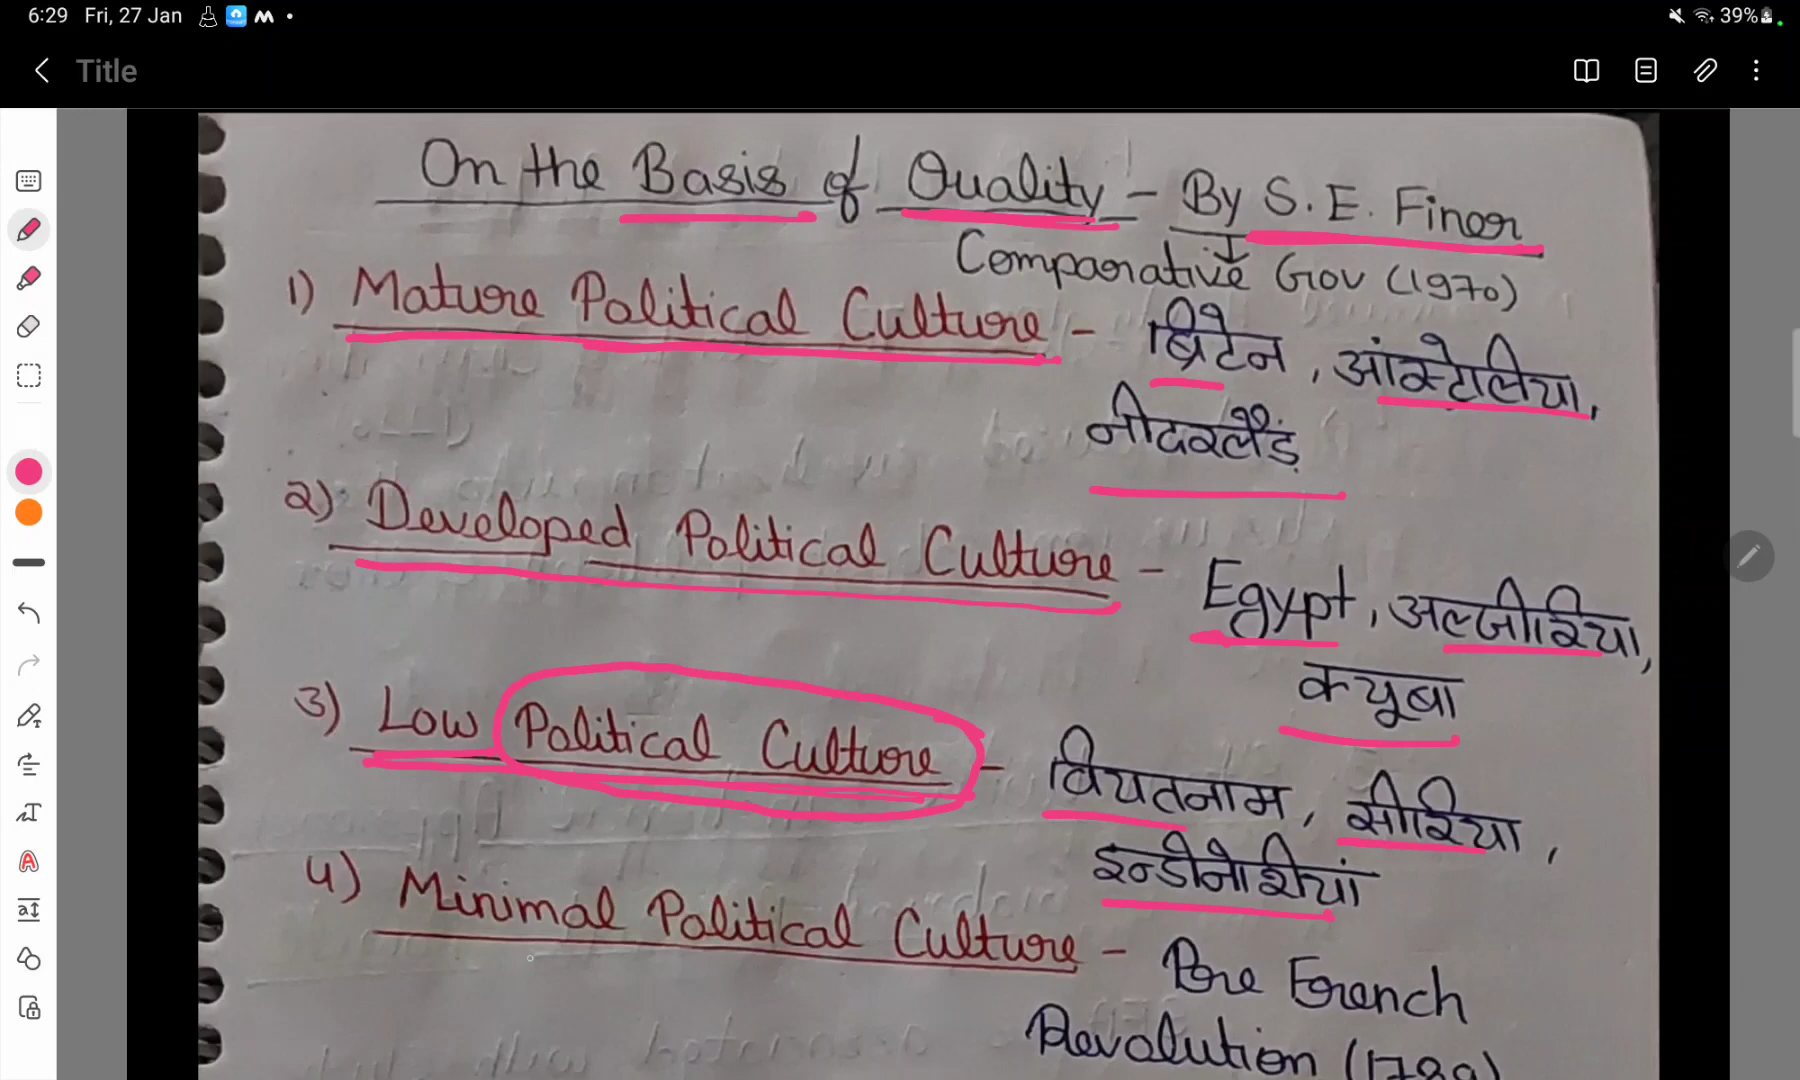 6:29 Fri, 27 Jan
39%
Title
On the Basis of Quality - By S. E. Finer
Comparative Gov (1970)
1) Mature Political Culture - ब्रिटेन, आंस्ट्रेलिया,
नीदरलैंड
2) Developed Political Culture - Egypt, अल्जीरिया,
क्यूबा
3) Low Political Culture - वियतनाम, सीरिया,
इन्डोनेशियां
4) Minimal Political Culture - Pre French
Revolution (1789)